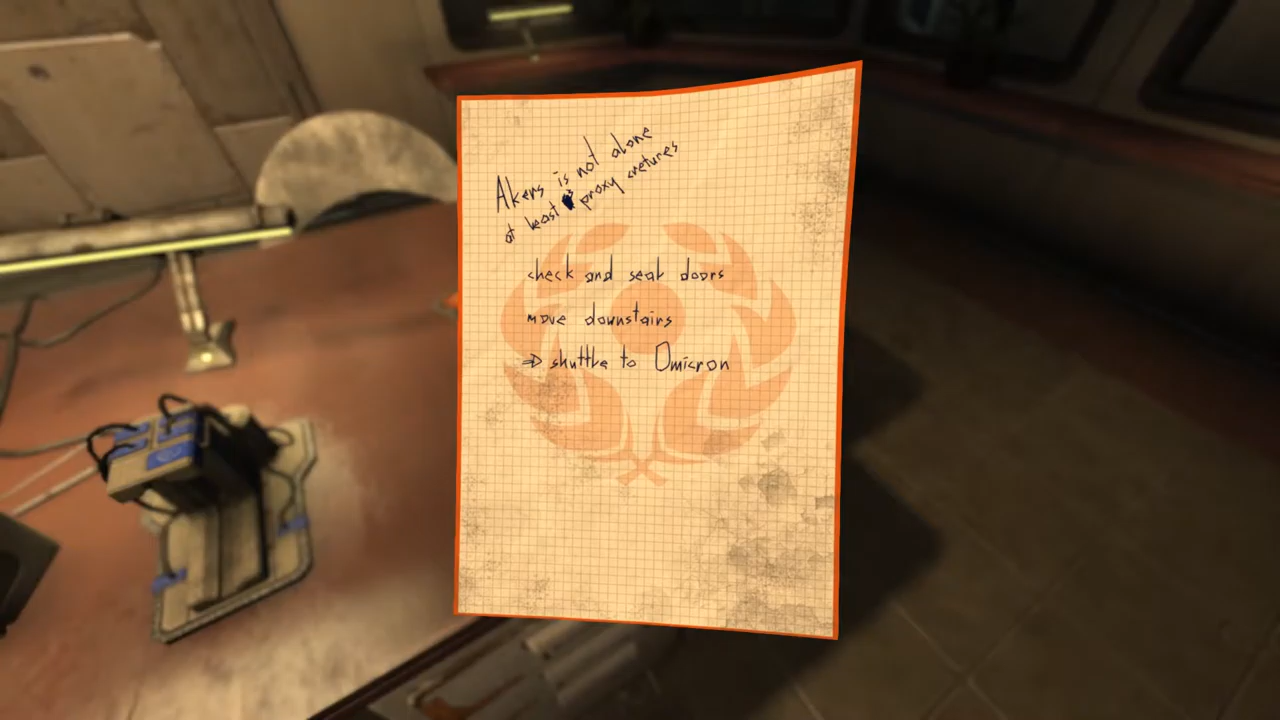 Akers is not alone
at least proxy cretures
check and seal doors
move downstairs
⇒ shuttle to Omicron